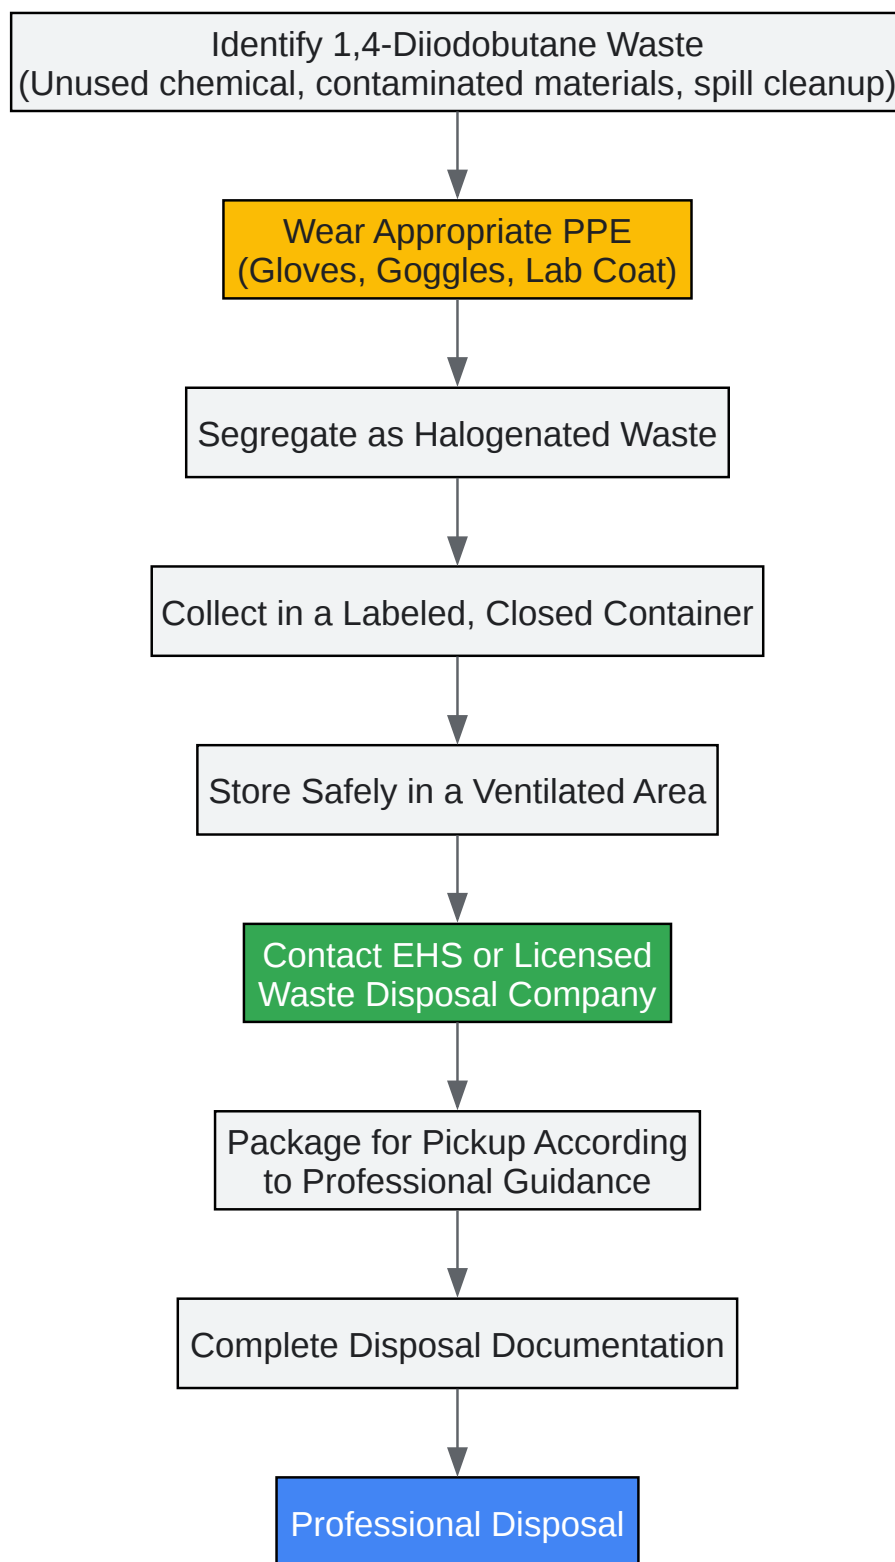 Identify 1,4-Diiodobutane Waste
(Unused chemical, contaminated materials, spill cleanup)
Wear Appropriate PPE
(Gloves, Goggles, Lab Coat)
Segregate as Halogenated Waste
Collect in a Labeled, Closed Container
Store Safely in a Ventilated Area
Contact EHS or Licensed
Waste Disposal Company
Package for Pickup According
to Professional Guidance
Complete Disposal Documentation
Professional Disposal